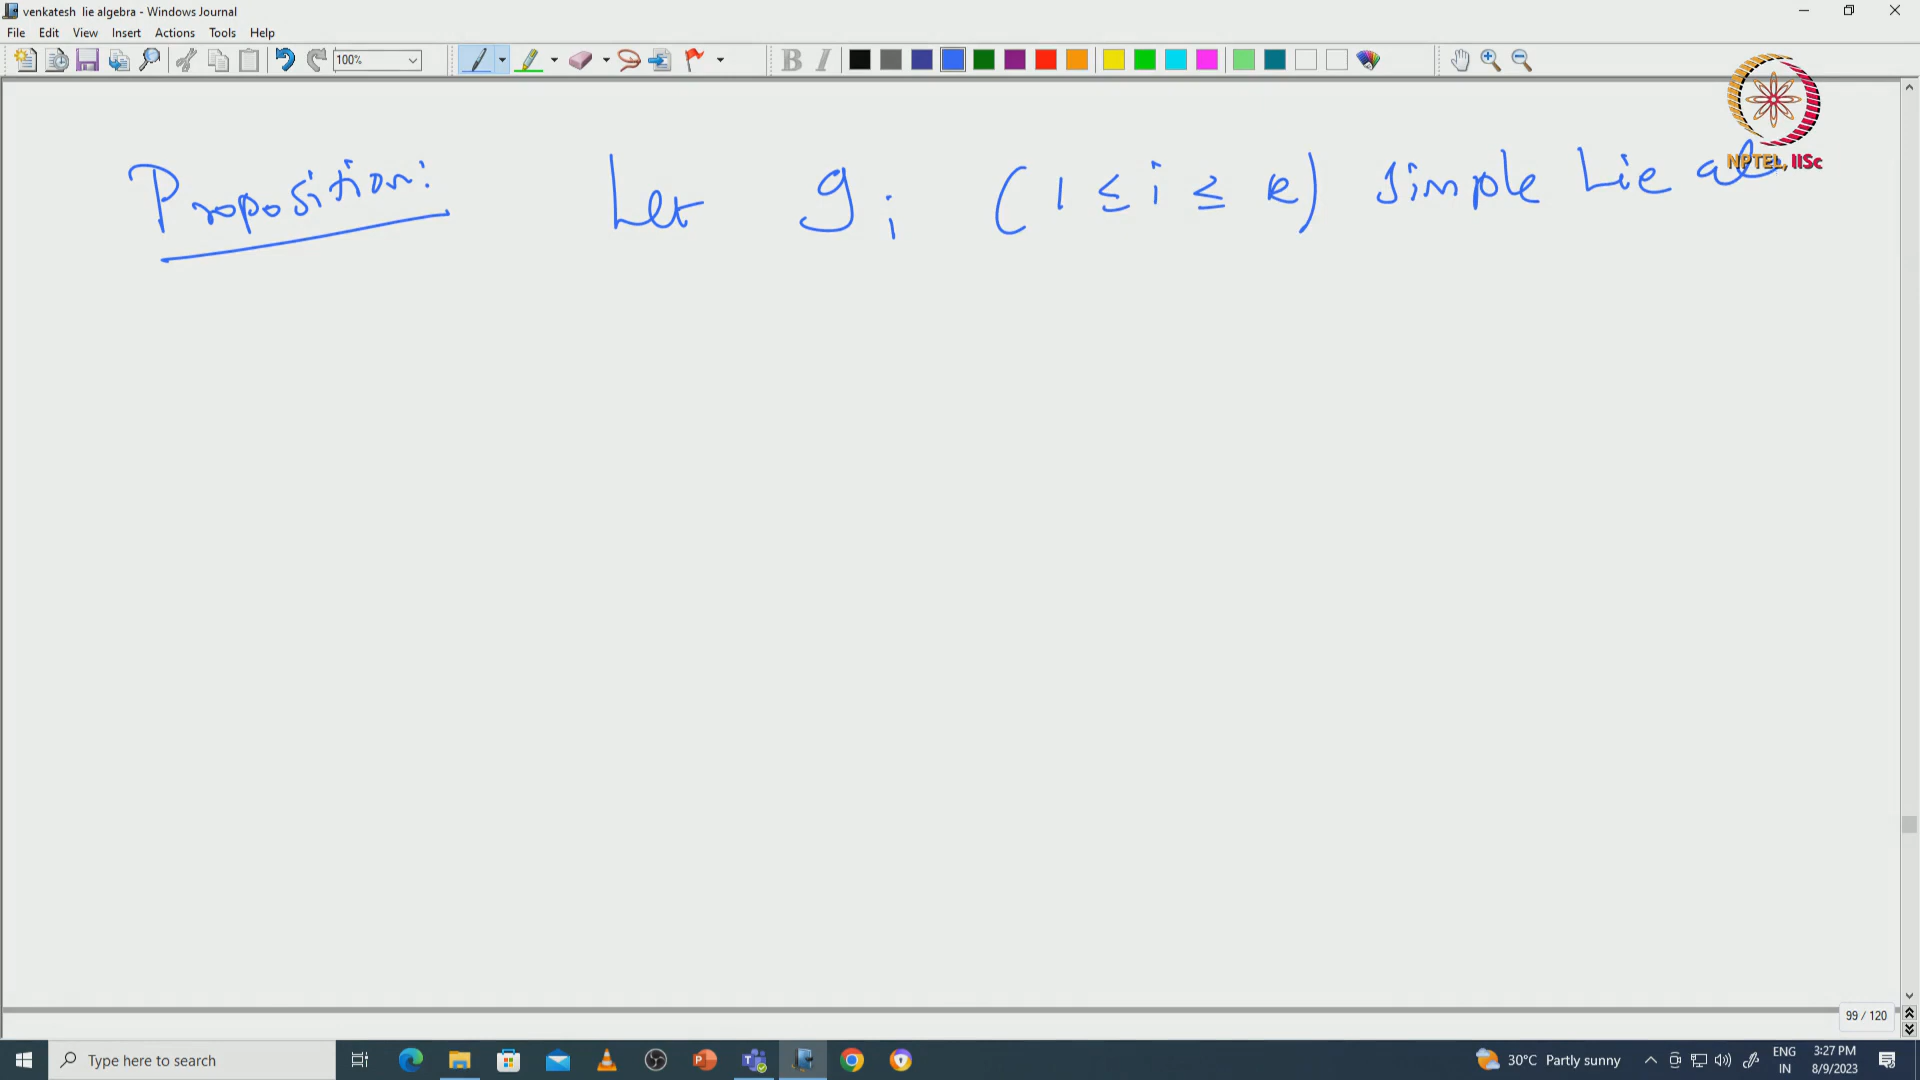 venkatesh lie algebra - Windows Journal
File Edit View Insert Actions Tools Help
100%
B I
NPTEL, IISc
Proposition: Let g i ( 1 ≤ i ≤ k ) simple Lie al
99 / 120
Type here to search
30°C Partly sunny
ENG
IN
3:27 PM
8/9/2023